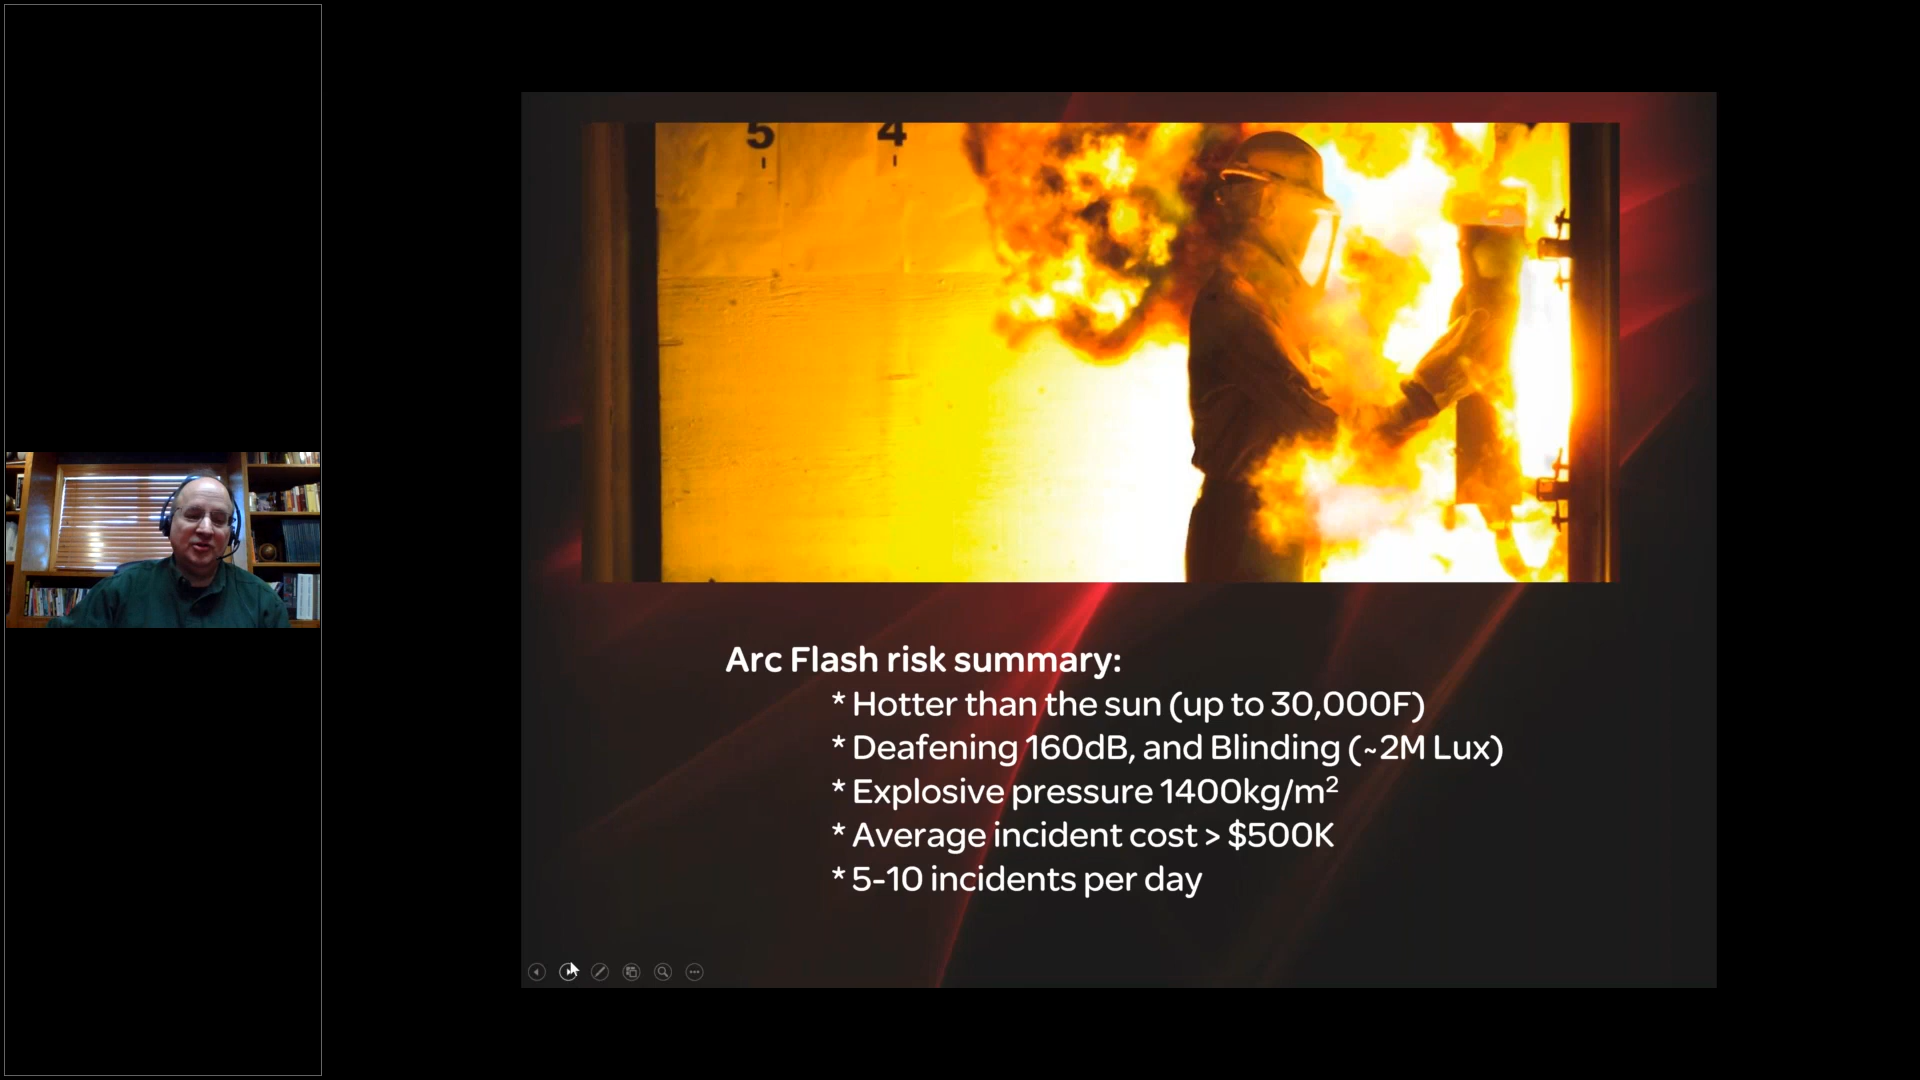 5 4
Arc Flash risk summary:
* Hotter than the sun (up to 30,000F)
* Deafening 160dB, and Blinding (~2M Lux)
* Explosive pressure 1400kg/m²
* Average incident cost > $500K
* 5-10 incidents per day